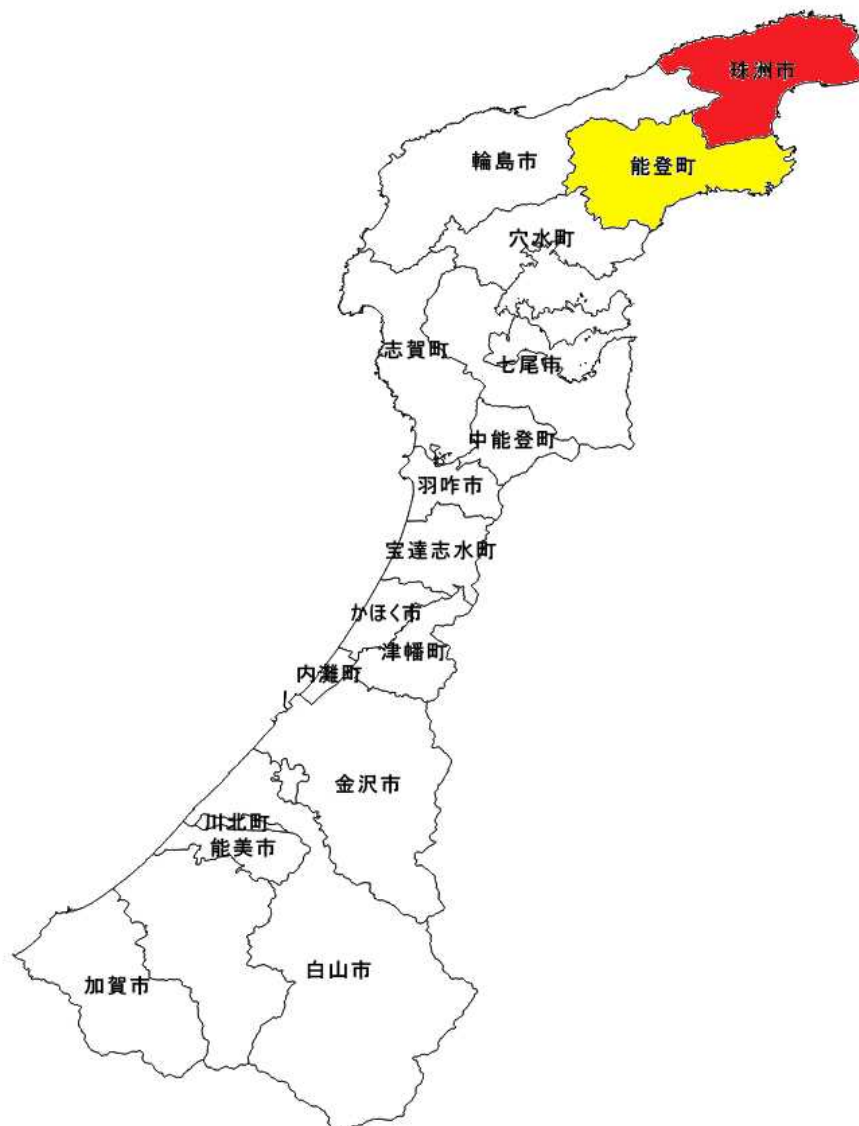 珠洲市
能登町
輪島市
穴水町
志賀町
七尾市
中能登町
羽咋市
宝達志水町
かほく市
津幡町
内灘町
金沢市
川北町
能美市
白山市
加賀市